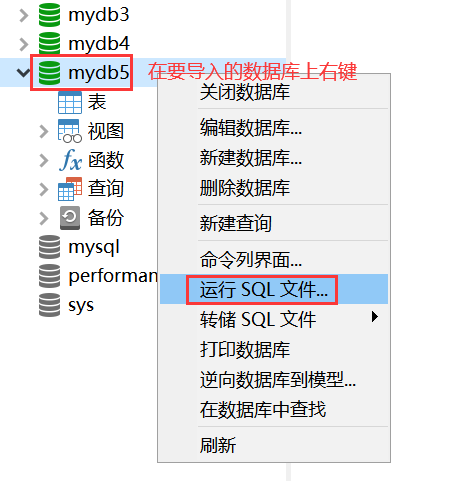 mydb3
mydb4
mydb5 在要导入的数据库上右键
表
视图
函数
查询
备份
mysql
performan
sys
关闭数据库
编辑数据库...
新建数据库...
删除数据库
新建查询
命令列界面...
运行 SQL 文件...
转储 SQL 文件
打印数据库
逆向数据库到模型...
在数据库中查找
刷新